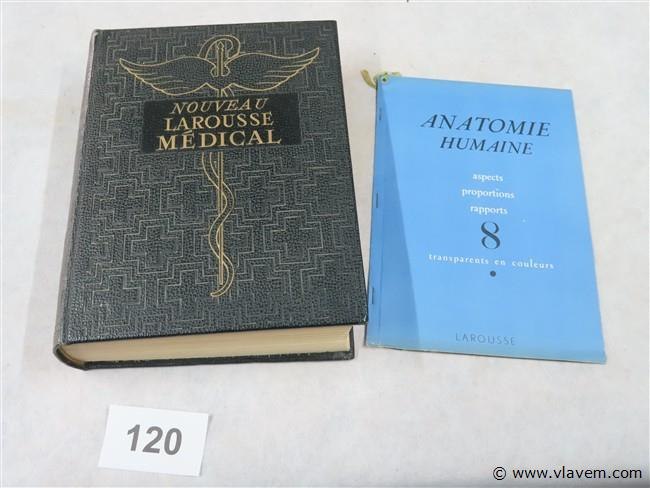 NOUVEAU
LAROUSSE
MÉDICAL
ANATOMIE
HUMAINE
aspects
proportions
rapports
8
transparents en couleurs
LAROUSSE
120
© www.vlavem.com